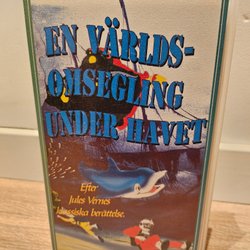 EN VÄRLDS-
OMSEGLING
UNDER HAVET
Efter
Jules Vernes
klassiska berättelse.